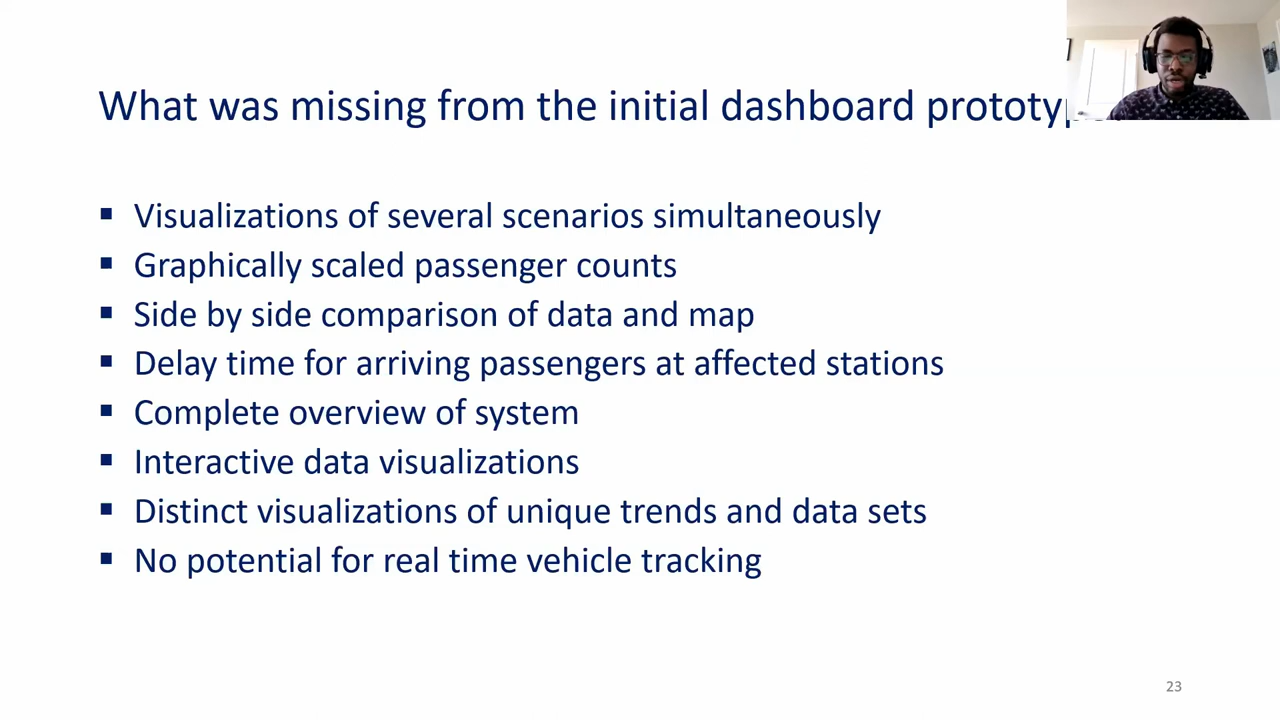 What was missing from the initial dashboard
▪ Visualizations of several scenarios simultaneously
▪ Graphically scaled passenger counts
▪ Side by side comparison of data and map
▪ Delay time for arriving passengers at affected stations
▪ Complete overview of system
▪ Interactive data visualizations
▪ Distinct visualizations of unique trends and data sets
▪ No potential for real time vehicle tracking
23